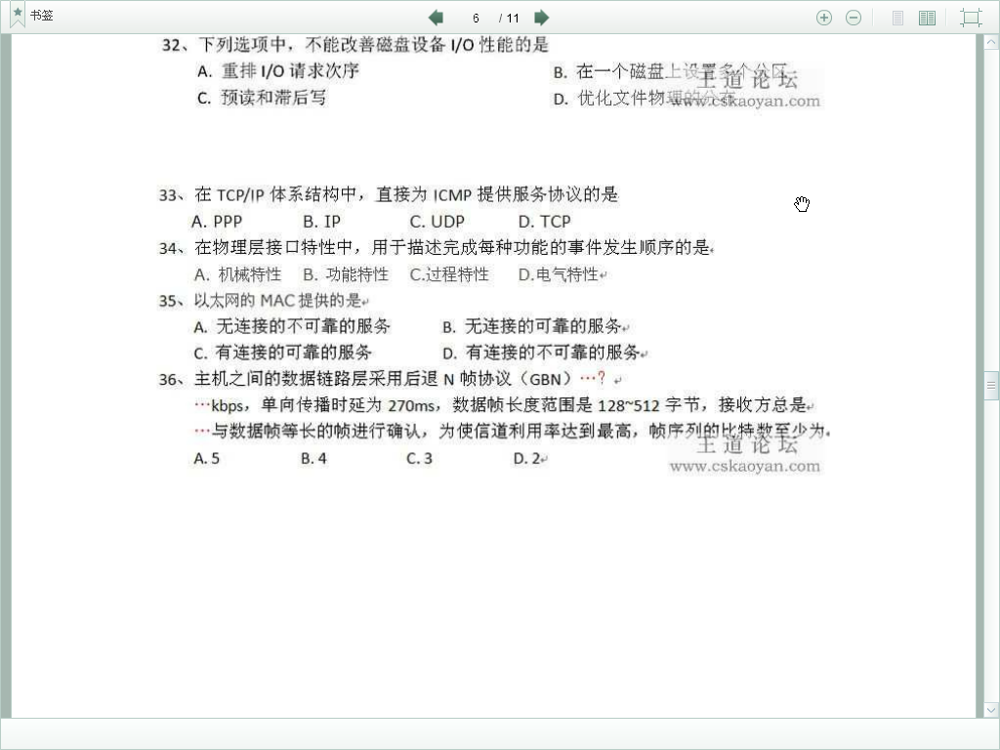 书签
6 / 11
32、下列选项中，不能改善磁盘设备 I/O 性能的是
A. 重排 I/O 请求次序 B. 在一个磁盘上设置多个分区
C. 预读和滞后写 D. 优化文件物理的分布
王道论坛
www.cskaoyan.com
33、在 TCP/IP 体系结构中，直接为 ICMP 提供服务协议的是
A. PPP B. IP C. UDP D. TCP
34、在物理层接口特性中，用于描述完成每种功能的事件发生顺序的是
A. 机械特性 B. 功能特性 C.过程特性 D.电气特性
35、以太网的 MAC 提供的是
A. 无连接的不可靠的服务 B. 无连接的可靠的服务
C. 有连接的可靠的服务 D. 有连接的不可靠的服务
36、主机之间的数据链路层采用后退 N 帧协议（GBN）…？
…kbps，单向传播时延为 270ms，数据帧长度范围是 128~512 字节，接收方总是
…与数据帧等长的帧进行确认，为使信道利用率达到最高，帧序列的比特数至少为
A. 5 B. 4 C. 3 D. 2
王道论坛
www.cskaoyan.com